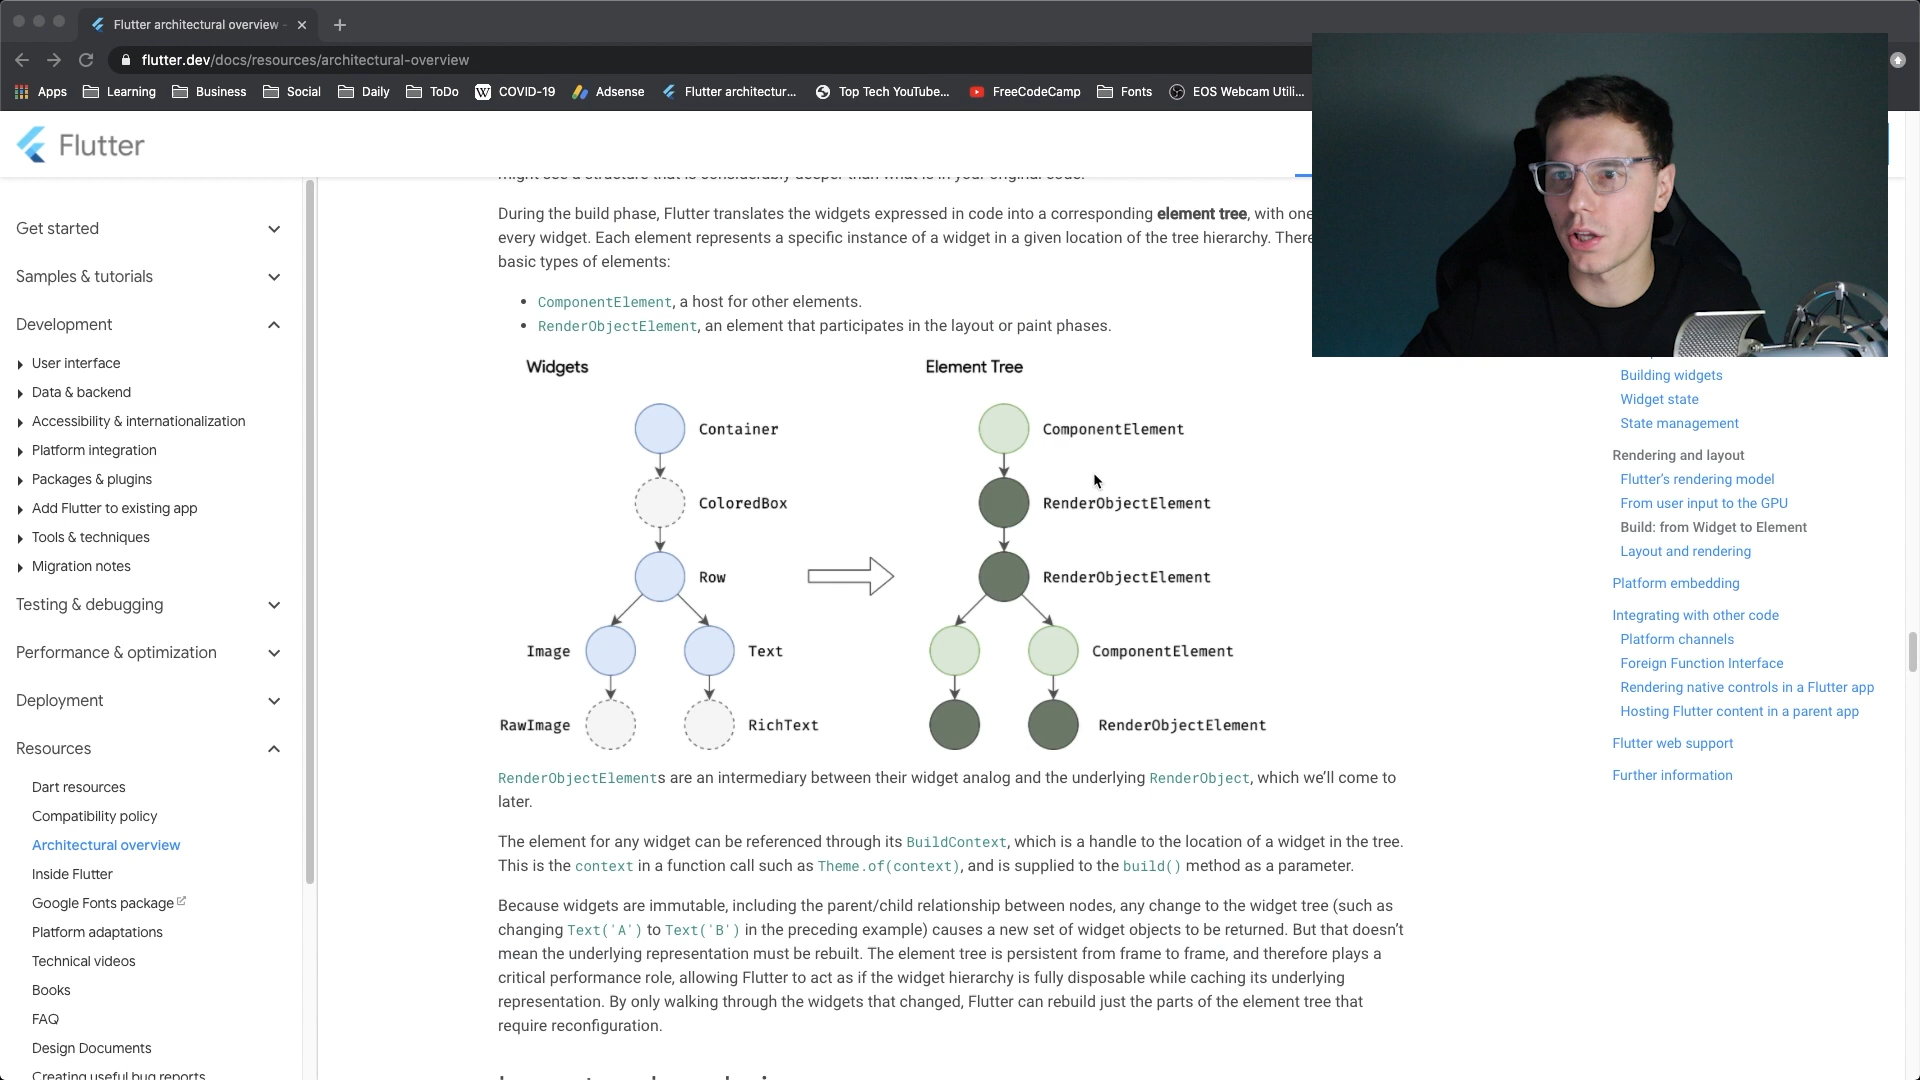 Flutter architectural overview -
flutter.dev/docs/resources/architectural-overview
Apps
Learning
Business
Social
Daily
ToDo
W
COVID-19
Adsense
Flutter architectur...
Top Tech YouTube...
FreeCodeCamp
Fonts
EOS Webcam Utili...
Flutter
Get started
Samples & tutorials
Development
User interface
Data & backend
Accessibility & internationalization
Platform integration
Packages & plugins
Add Flutter to existing app
Tools & techniques
Migration notes
Testing & debugging
Performance & optimization
Deployment
Resources
Dart resources
Compatibility policy
Architectural overview
Inside Flutter
Google Fonts package
Platform adaptations
Technical videos
Books
FAQ
Design Documents
Creating useful bug reports
might see a structure that is considerably deeper than what is in your original code.
During the build phase, Flutter translates the widgets expressed in code into a corresponding element tree, with one
every widget. Each element represents a specific instance of a widget in a given location of the tree hierarchy. There
basic types of elements:
• ComponentElement, a host for other elements.
• RenderObjectElement, an element that participates in the layout or paint phases.
Widgets
Element Tree
Container
ComponentElement
ColoredBox
RenderObjectElement
Row
RenderObjectElement
Image
Text
ComponentElement
RawImage
RichText
RenderObjectElement
RenderObjectElements are an intermediary between their widget analog and the underlying RenderObject, which we'll come to
later.
The element for any widget can be referenced through its BuildContext, which is a handle to the location of a widget in the tree.
This is the context in a function call such as Theme.of(context), and is supplied to the build() method as a parameter.
Because widgets are immutable, including the parent/child relationship between nodes, any change to the widget tree (such as
changing Text('A') to Text('B') in the preceding example) causes a new set of widget objects to be returned. But that doesn't
mean the underlying representation must be rebuilt. The element tree is persistent from frame to frame, and therefore plays a
critical performance role, allowing Flutter to act as if the widget hierarchy is fully disposable while caching its underlying
representation. By only walking through the widgets that changed, Flutter can rebuild just the parts of the element tree that
require reconfiguration.
Building widgets
Widget state
State management
Rendering and layout
Flutter's rendering model
From user input to the GPU
Build: from Widget to Element
Layout and rendering
Platform embedding
Integrating with other code
Platform channels
Foreign Function Interface
Rendering native controls in a Flutter app
Hosting Flutter content in a parent app
Flutter web support
Further information